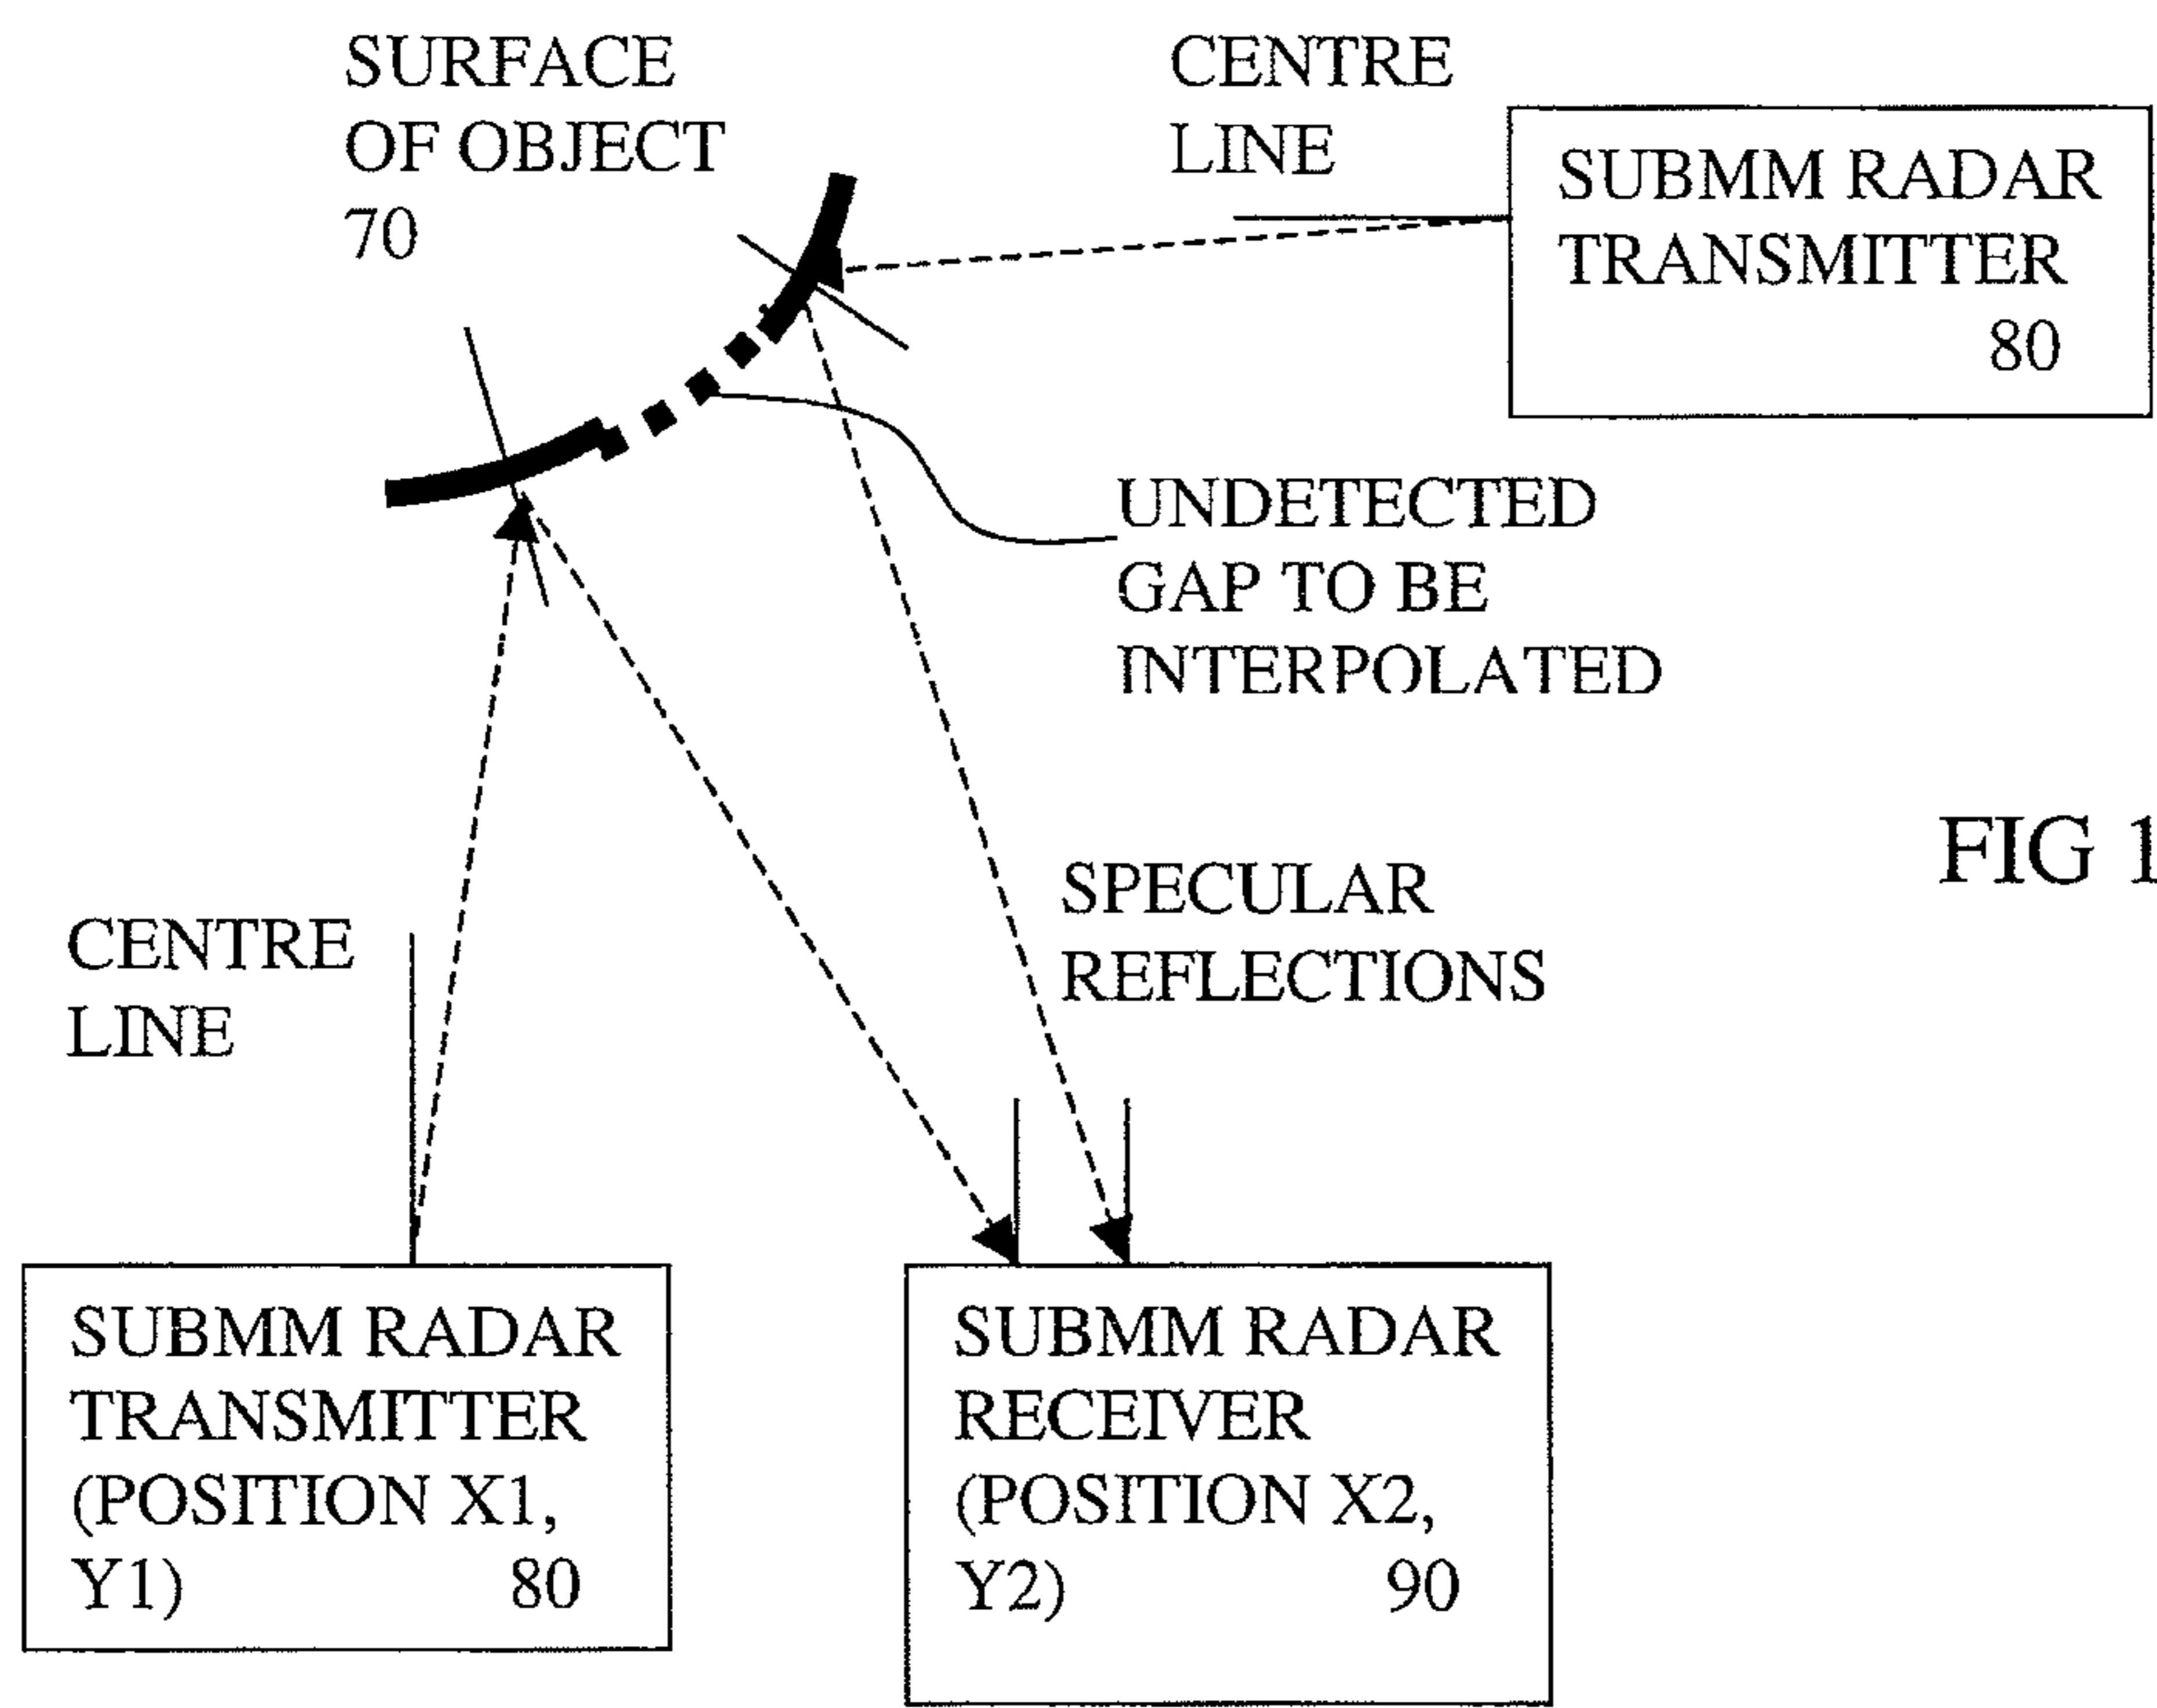 SURFACE
OF OBJECT
70
CENTRE
LINE
SUBMM RADAR
TRANSMITTER
80
UNDETECTED
GAP TO BE
INTERPOLATED
FIG 1
SPECULAR
REFLECTIONS
CENTRE
LINE
SUBMM RADAR
TRANSMITTER
(POSITION X1,
Y1) 80
SUBMM RADAR
RECEIVER
(POSITION X2,
Y2) 90